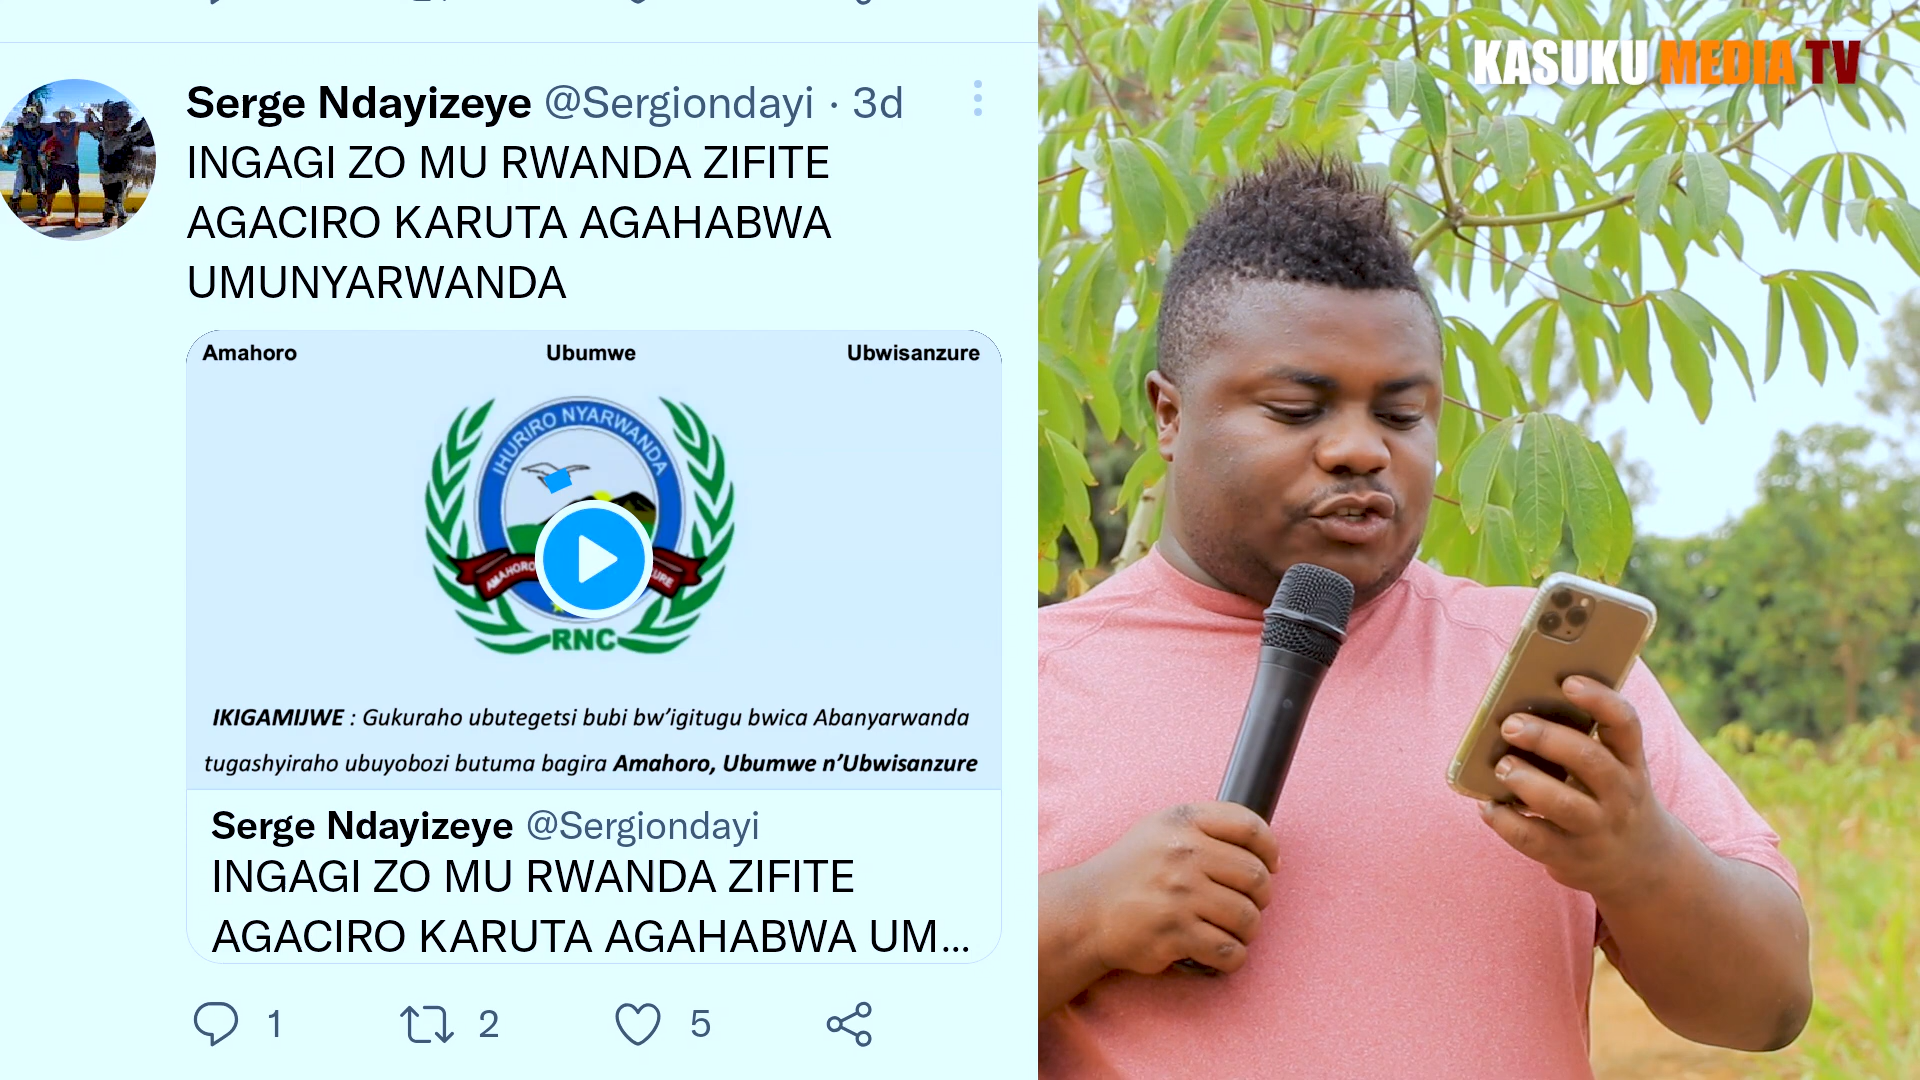 Serge Ndayizeye @Sergiondayi · 3d
INGAGI ZO MU RWANDA ZIFITE
AGACIRO KARUTA AGAHABWA
UMUNYARWANDA
Amahoro Ubumwe Ubwisanzure
IHURIRO NYARWANDA
AMAHORO
RNC
IKIGAMIJWE : Gukuraho ubutegetsi bubi bw’igitugu bwica Abanyarwanda
tugashyiraho ubuyobozi butuma bagira Amahoro, Ubumwe n’Ubwisanzure
Serge Ndayizeye @Sergiondayi
INGAGI ZO MU RWANDA ZIFITE
AGACIRO KARUTA AGAHABWA UM...
1 2 5
KASUKU MEDIA TV